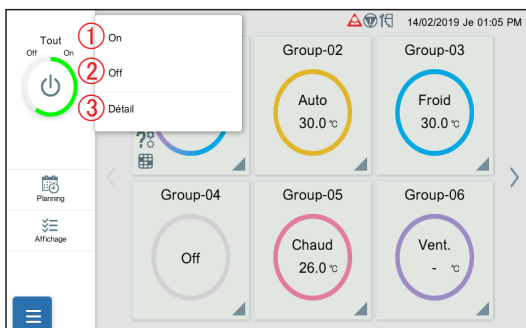 14/02/2019 Je 01:05 PM
Tout
Off On
① On
② Off
③ Détail
Group-02
Auto
30.0 ℃
Group-03
Froid
30.0 ℃
Planning
Affichage
Group-04
Off
Group-05
Chaud
26.0 ℃
Group-06
Vent.
- ℃